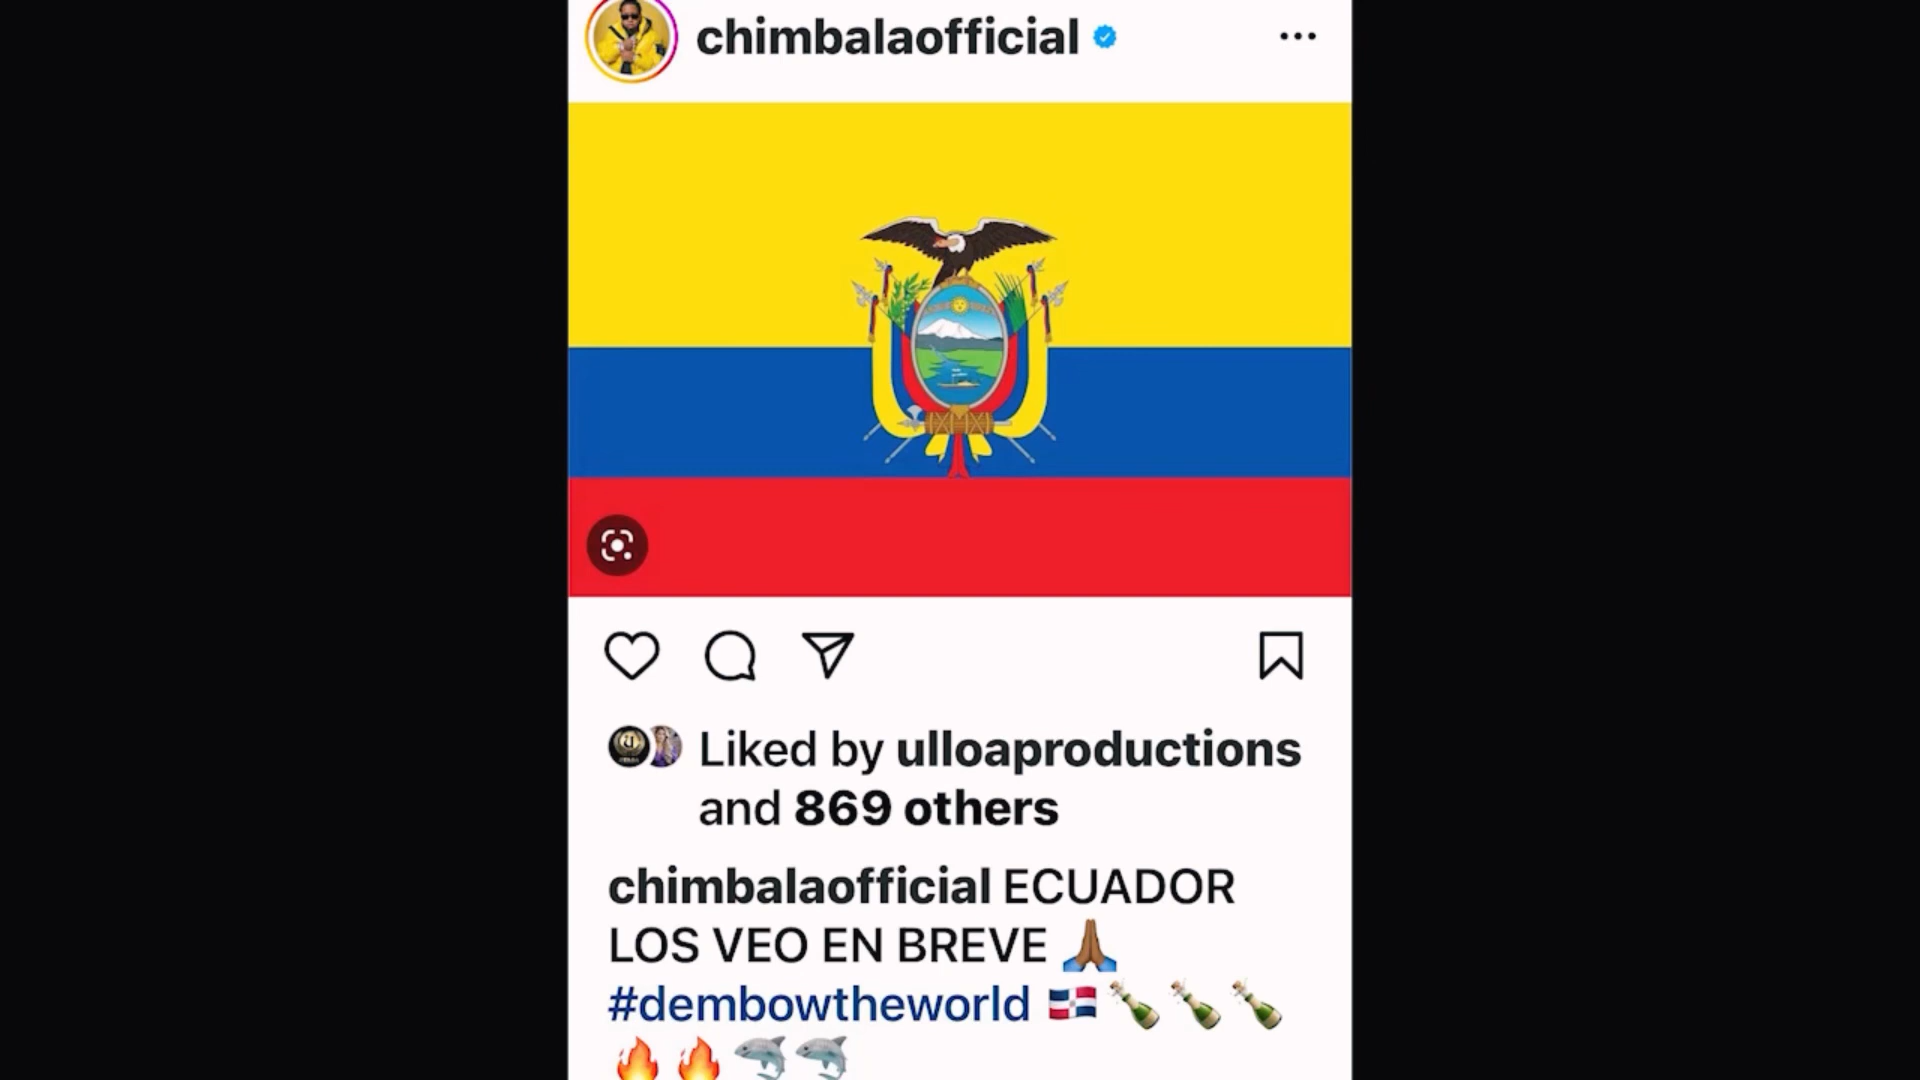 chimbalaofficial
Liked by ulloaproductions
and 869 others
chimbalaofficial ECUADOR
LOS VEO EN BREVE 🙏🏾
#dembowtheworld 🇩🇴🍾🍾🍾
🔥🔥🦈🦈